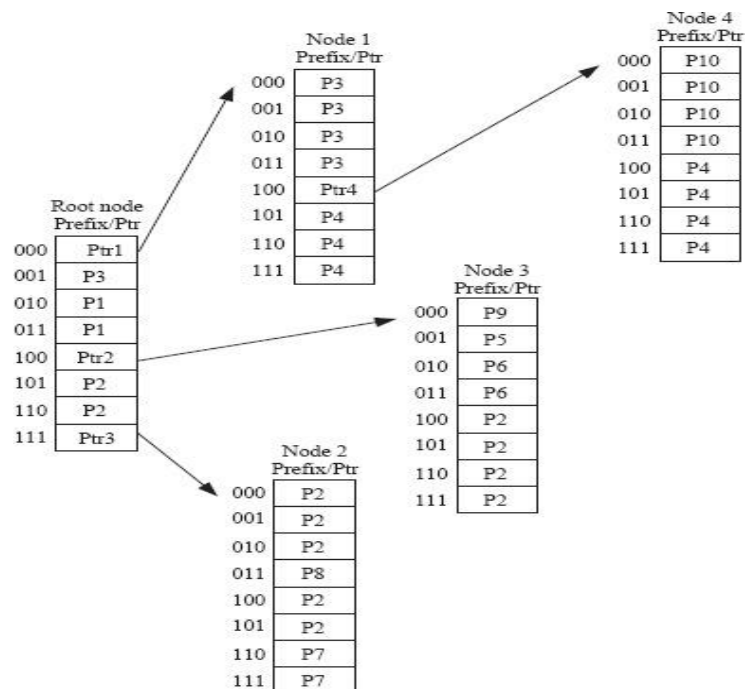 Node 1
Prefix/Ptr
000 P3
001 P3
010 P3
011 P3
100 Ptr4
101 P4
110 P4
111 P4
Node 4
Prefix/Ptr
000 P10
001 P10
010 P10
011 P10
100 P4
101 P4
110 P4
111 P4
Root node
Prefix/Ptr
000 Ptr1
001 P3
010 P1
011 P1
100 Ptr2
101 P2
110 P2
111 Ptr3
Node 3
Prefix/Ptr
000 P9
001 P5
010 P6
011 P6
100 P2
101 P2
110 P2
111 P2
Node 2
Prefix/Ptr
000 P2
001 P2
010 P2
011 P8
100 P2
101 P2
110 P7
111 P7